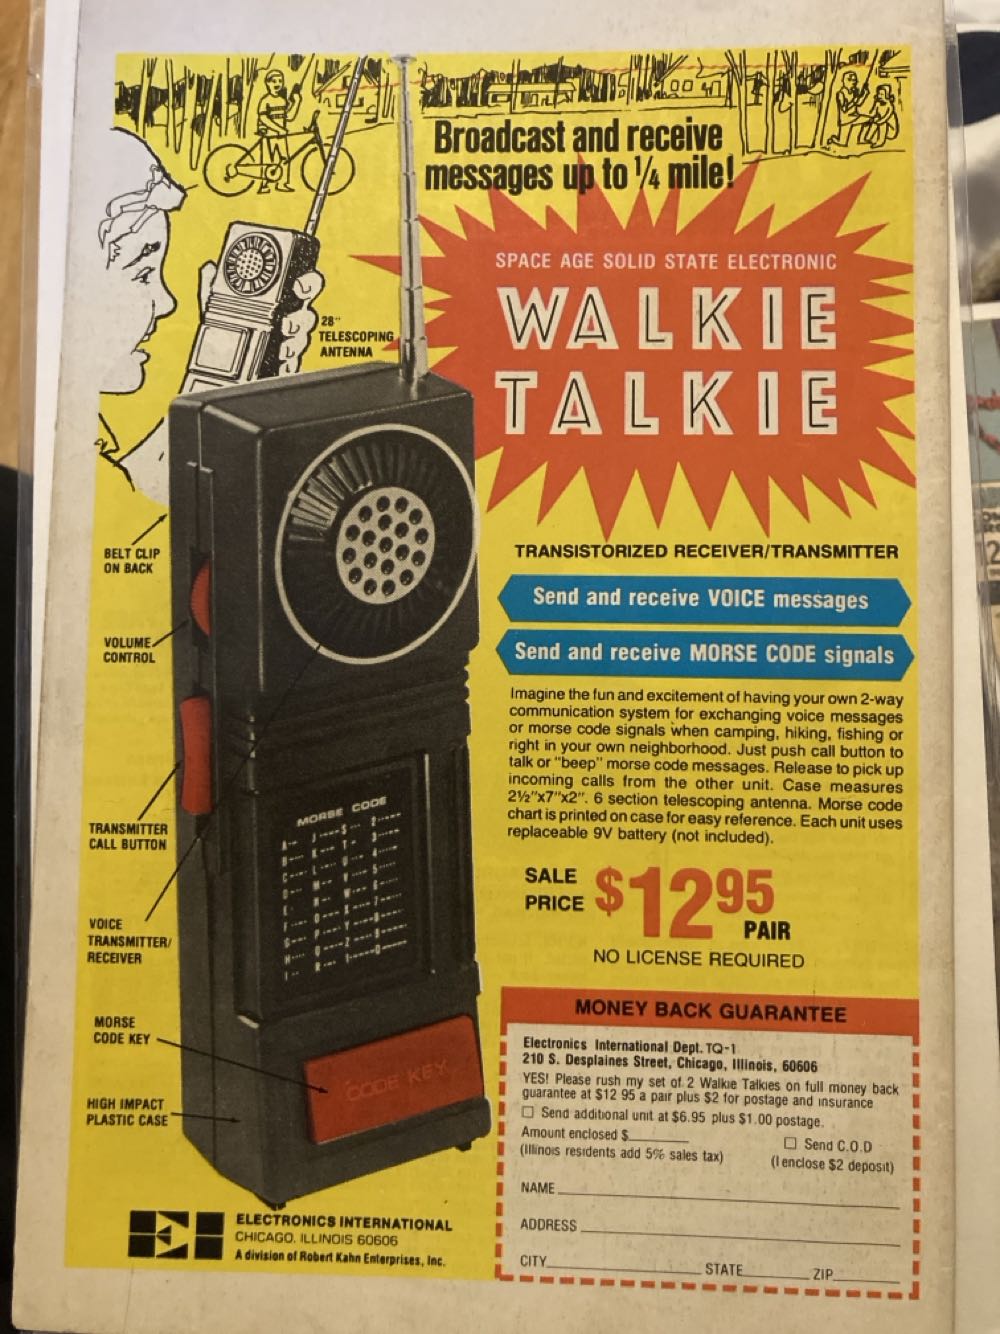 Broadcast and receive
messages up to 1/4 mile!
SPACE AGE SOLID STATE ELECTRONIC
WALKIE
TALKIE
28"
TELESCOPING
ANTENNA
BELT CLIP
ON BACK
VOLUME
CONTROL
TRANSMITTER
CALL BUTTON
VOICE
TRANSMITTER/
RECEIVER
MORSE
CODE KEY
HIGH IMPACT
PLASTIC CASE
MORSE CODE
CODE KEY
TRANSISTORIZED RECEIVER/TRANSMITTER
Send and receive VOICE messages
Send and receive MORSE CODE signals
Imagine the fun and excitement of having your own 2-way
communication system for exchanging voice messages
or morse code signals when camping, hiking, fishing or
right in your own neighborhood. Just push call button to
talk or "beep" morse code messages. Release to pick up
incoming calls from the other unit. Case measures
2½"x7"x2". 6 section telescoping antenna. Morse code
chart is printed on case for easy reference. Each unit uses
replaceable 9V battery (not included).
SALE
PRICE $12 95
PAIR
NO LICENSE REQUIRED
MONEY BACK GUARANTEE
Electronics International Dept. TQ-1
210 S. Desplaines Street, Chicago, Illinois, 60606
YES! Please rush my set of 2 Walkie Talkies on full money back
guarantee at $12 95 a pair plus $2 for postage and insurance
☐ Send additional unit at $6.95 plus $1.00 postage.
Amount enclosed $______ ☐ Send C.O.D
(Illinois residents add 5% sales tax) (I enclose $2 deposit)
NAME
ADDRESS
CITY STATE ZIP
EI
ELECTRONICS INTERNATIONAL
CHICAGO, ILLINOIS 60606
A division of Robert Kahn Enterprises, Inc.